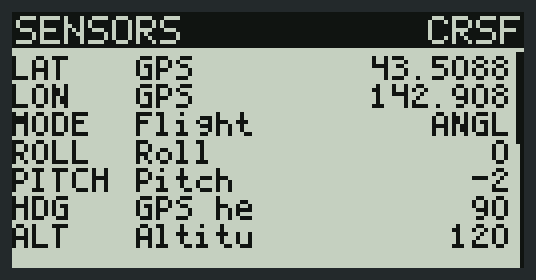 SENSORS CRSF
LAT GPS 43.5088
LON GPS 142.908
MODE Flight ANGL
ROLL Roll 0
PITCH Pitch -2
HDG GPS he 90
ALT Altitu 120